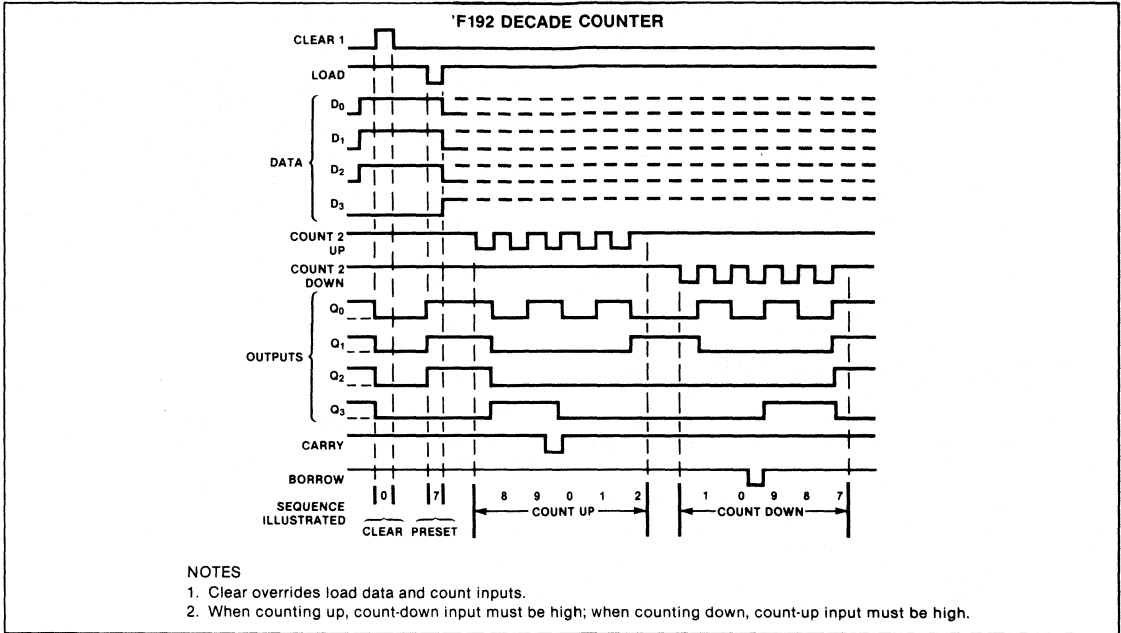 'F192 DECADE COUNTER
CLEAR 1
LOAD
D0
D1
DATA
D2
D3
COUNT 2
UP
COUNT 2
DOWN
Q0
Q1
OUTPUTS
Q2
Q3
CARRY
BORROW
0 7 8 9 0 1 2 1 0 9 8 7
SEQUENCE
ILLUSTRATED
COUNT UP COUNT DOWN
CLEAR PRESET
NOTES
1. Clear overrides load data and count inputs.
2. When counting up, count-down input must be high; when counting down, count-up input must be high.